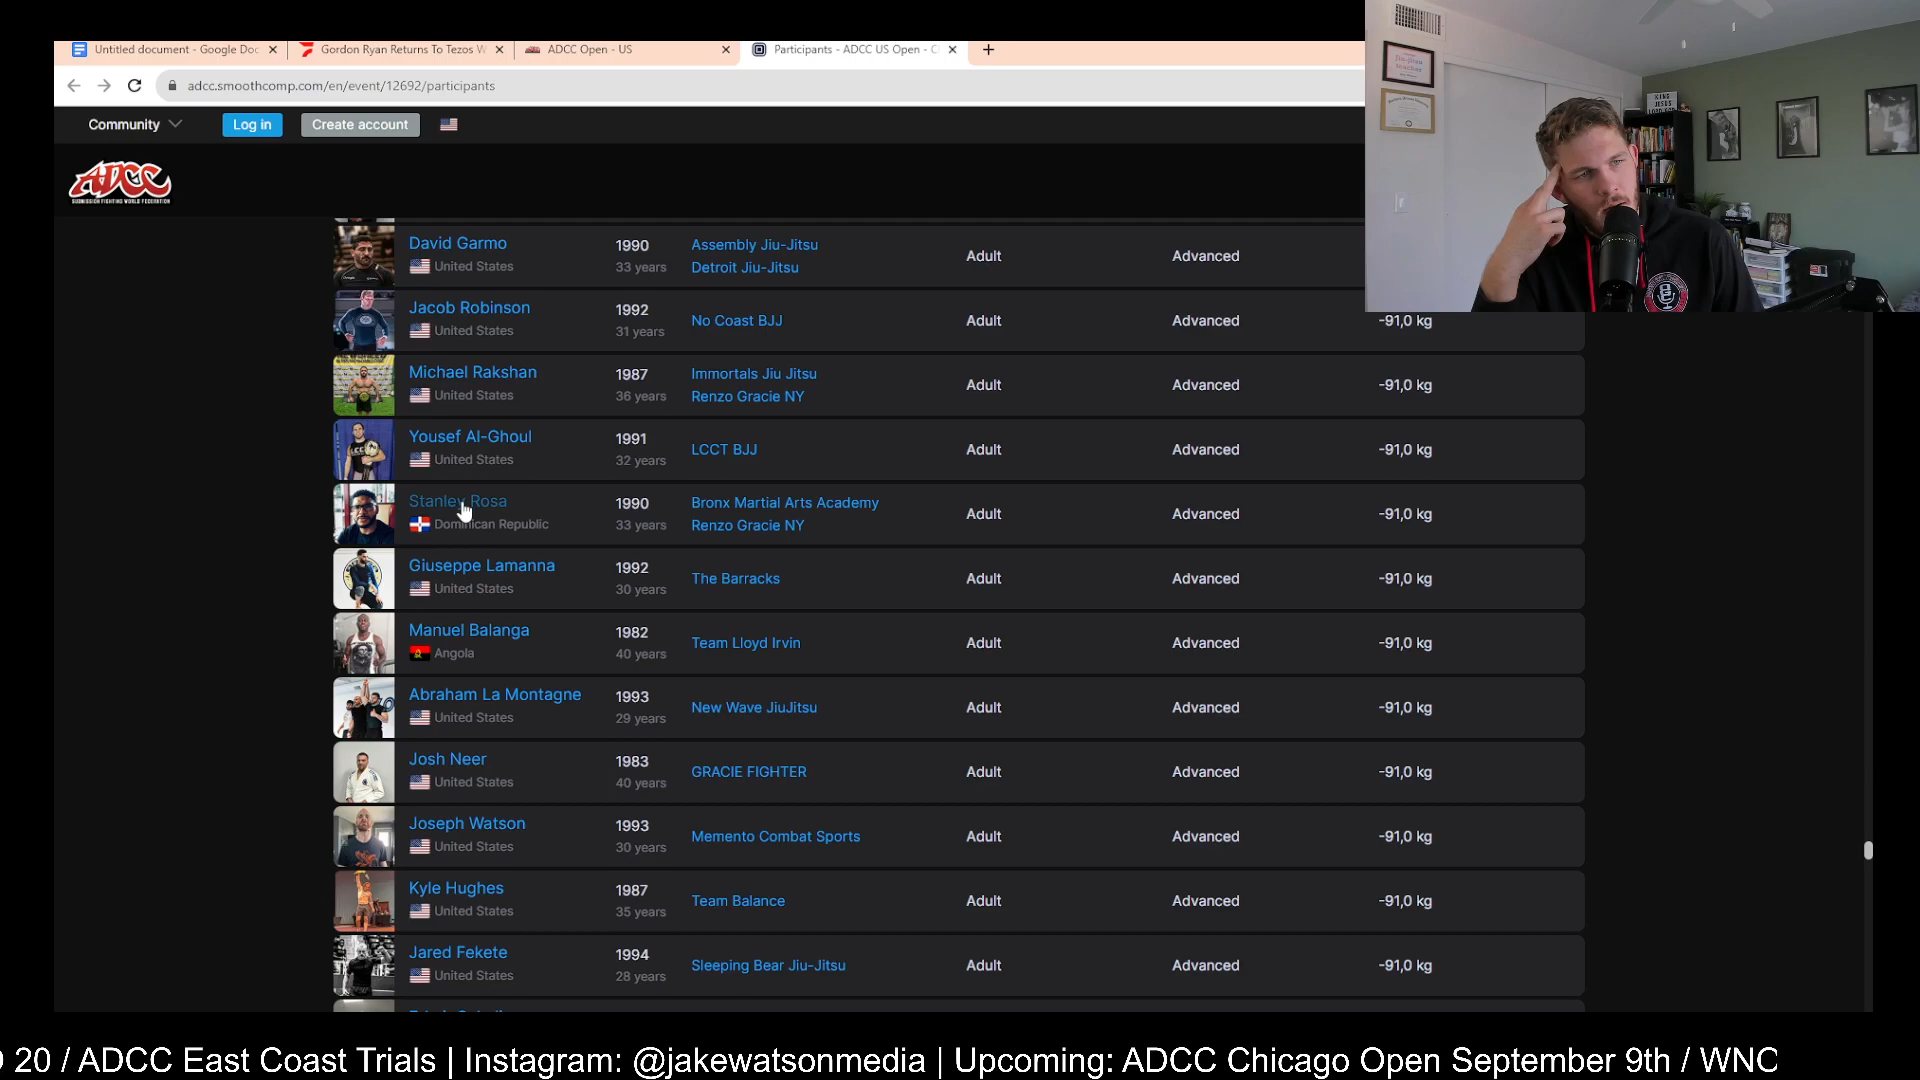 Untitled document - Google Doc
Gordon Ryan Returns To Tezos W
ADCC Open - US
Participants - ADCC US Open - C
adcc.smoothcomp.com/en/event/12692/participants
Community
Log in
Create account
ADCC
SUBMISSION FIGHTING WORLD FEDERATION
David Garmo 1990 Assembly Jiu-Jitsu Adult Advanced
United States 33 years Detroit Jiu-Jitsu
Jacob Robinson 1992 No Coast BJJ Adult Advanced -91,0 kg
United States 31 years
Michael Rakshan 1987 Immortals Jiu Jitsu Adult Advanced -91,0 kg
United States 36 years Renzo Gracie NY
Yousef Al-Ghoul 1991 LCCT BJJ Adult Advanced -91,0 kg
United States 32 years
Stanley Rosa 1990 Bronx Martial Arts Academy Adult Advanced -91,0 kg
Dominican Republic 33 years Renzo Gracie NY
Giuseppe Lamanna 1992 The Barracks Adult Advanced -91,0 kg
United States 30 years
Manuel Balanga 1982 Team Lloyd Irvin Adult Advanced -91,0 kg
Angola 40 years
Abraham La Montagne 1993 New Wave JiuJitsu Adult Advanced -91,0 kg
United States 29 years
Josh Neer 1983 GRACIE FIGHTER Adult Advanced -91,0 kg
United States 40 years
Joseph Watson 1993 Memento Combat Sports Adult Advanced -91,0 kg
United States 30 years
Kyle Hughes 1987 Team Balance Adult Advanced -91,0 kg
United States 35 years
Jared Fekete 1994 Sleeping Bear Jiu-Jitsu Adult Advanced -91,0 kg
United States 28 years
20 / ADCC East Coast Trials | Instagram: @jakewatsonmedia | Upcoming: ADCC Chicago Open September 9th / WNC
KING
JESUS